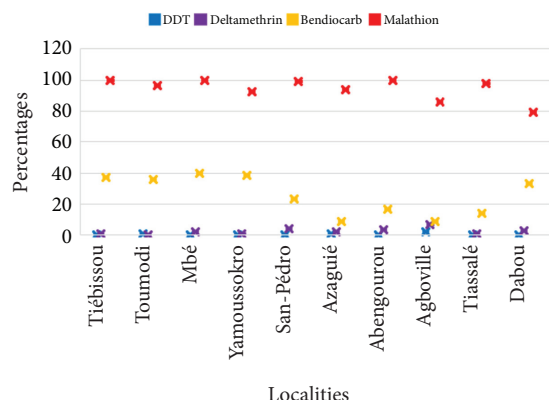 DDT Deltamethrin Bendiocarb Malathion
120
100
80
60
40
20
0
Percentages
Tiébissou
Toumodi
Mbé
Yamoussokro
San-Pédro
Azaguié
Abengourou
Agboville
Tiassalé
Dabou
Localities